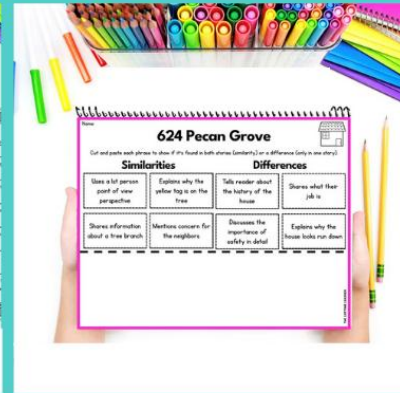 Name
624 Pecan Grove
Cut and paste each phrase to show if it's found in both stories (similarity) or a difference (only in one story).
Similarities Differences
Uses a 1st person
point of view
perspective
Explains why the
yellow tag is on the
tree
Tells reader about
the history of the
house
Shares what their
job is
Shares information
about a tree branch
Mentions concern for
the neighbors
Discusses the
importance of
safety in detail
Explains why the
house looks run down